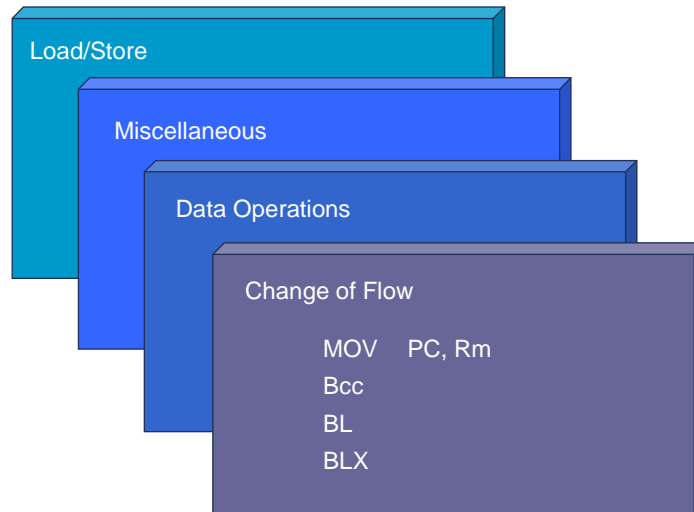 Load/Store
Miscellaneous
Data Operations
Change of Flow
MOV PC, Rm
Bcc
BL
BLX